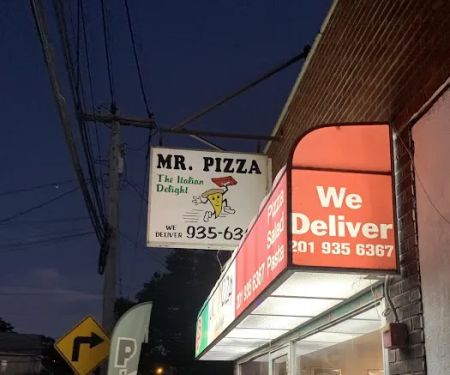 MR. PIZZA
The Italian
Delight
WE
DELIVER 935-63
We
Deliver
201 935 6367
Pizza
Salad
Pasta
201 935 6367
P